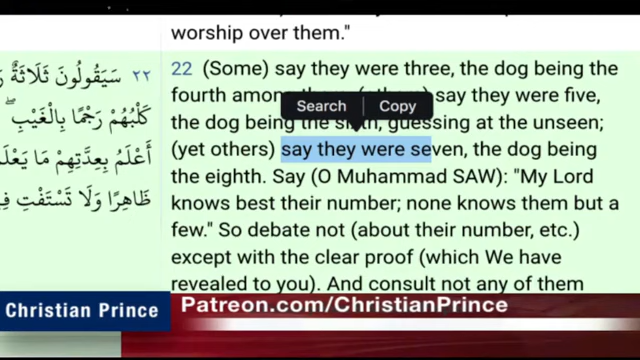 worship over them."
22 (Some) say they were three, the dog being the
fourth among say they were five,
the dog being the sixth, guessing at the unseen;
(yet others) say they were seven, the dog being
the eighth. Say (O Muhammad SAW): "My Lord
knows best their number; none knows them but a
few." So debate not (about their number, etc.)
except with the clear proof (which We have
revealed to you). And consult not any of them
Search
Copy
٢٢ سَيَقُولُونَ ثَلَاثَةٌ
كَلْبُهُمْ رَجْمًا بِالْغَيْبِ ۖ
أَعْلَمُ بِعِدَّتِهِمْ مَا يَعْلَ
ظَاهِرًا وَلَا تَسْتَفْتِ فِ
Christian Prince
Patreon.com/ChristianPrince